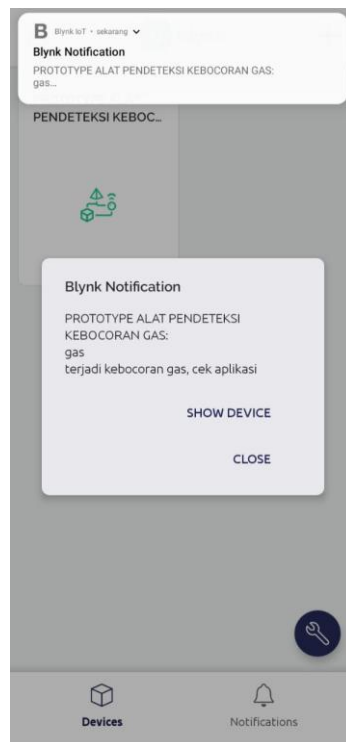 B Blynk IoT • sekarang
Blynk Notification
PROTOTYPE ALAT PENDETEKSI KEBOCORAN GAS:
gas...
PENDETEKSI KEBOC...
Blynk Notification
PROTOTYPE ALAT PENDETEKSI
KEBOCORAN GAS:
gas
terjadi kebocoran gas, cek aplikasi
SHOW DEVICE
CLOSE
Devices
Notifications